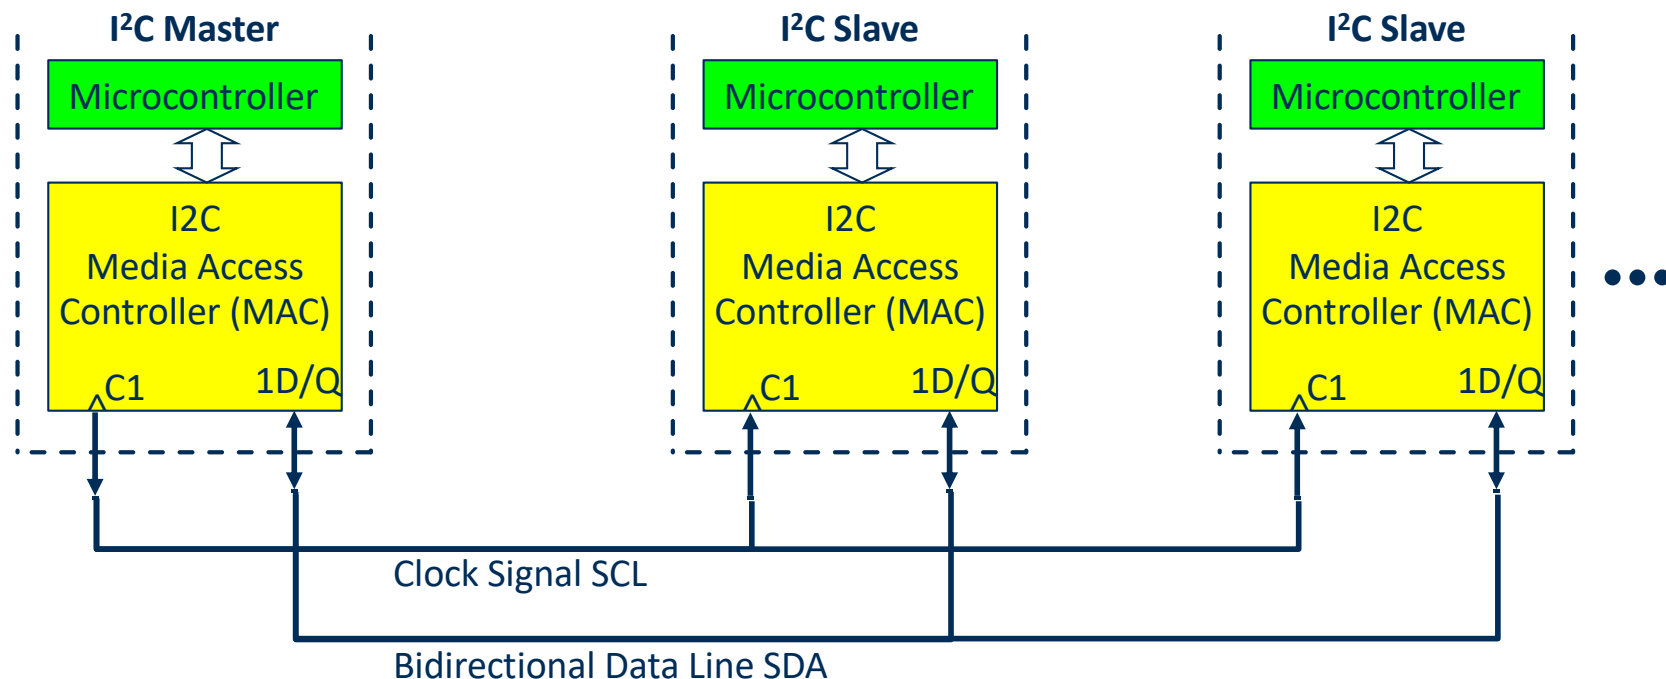 I²C Master
Microcontroller
I2C
Media Access
Controller (MAC)
C1
1D/Q
I²C Slave
Microcontroller
I2C
Media Access
Controller (MAC)
C1
1D/Q
I²C Slave
Microcontroller
I2C
Media Access
Controller (MAC)
C1
1D/Q
Clock Signal SCL
Bidirectional Data Line SDA